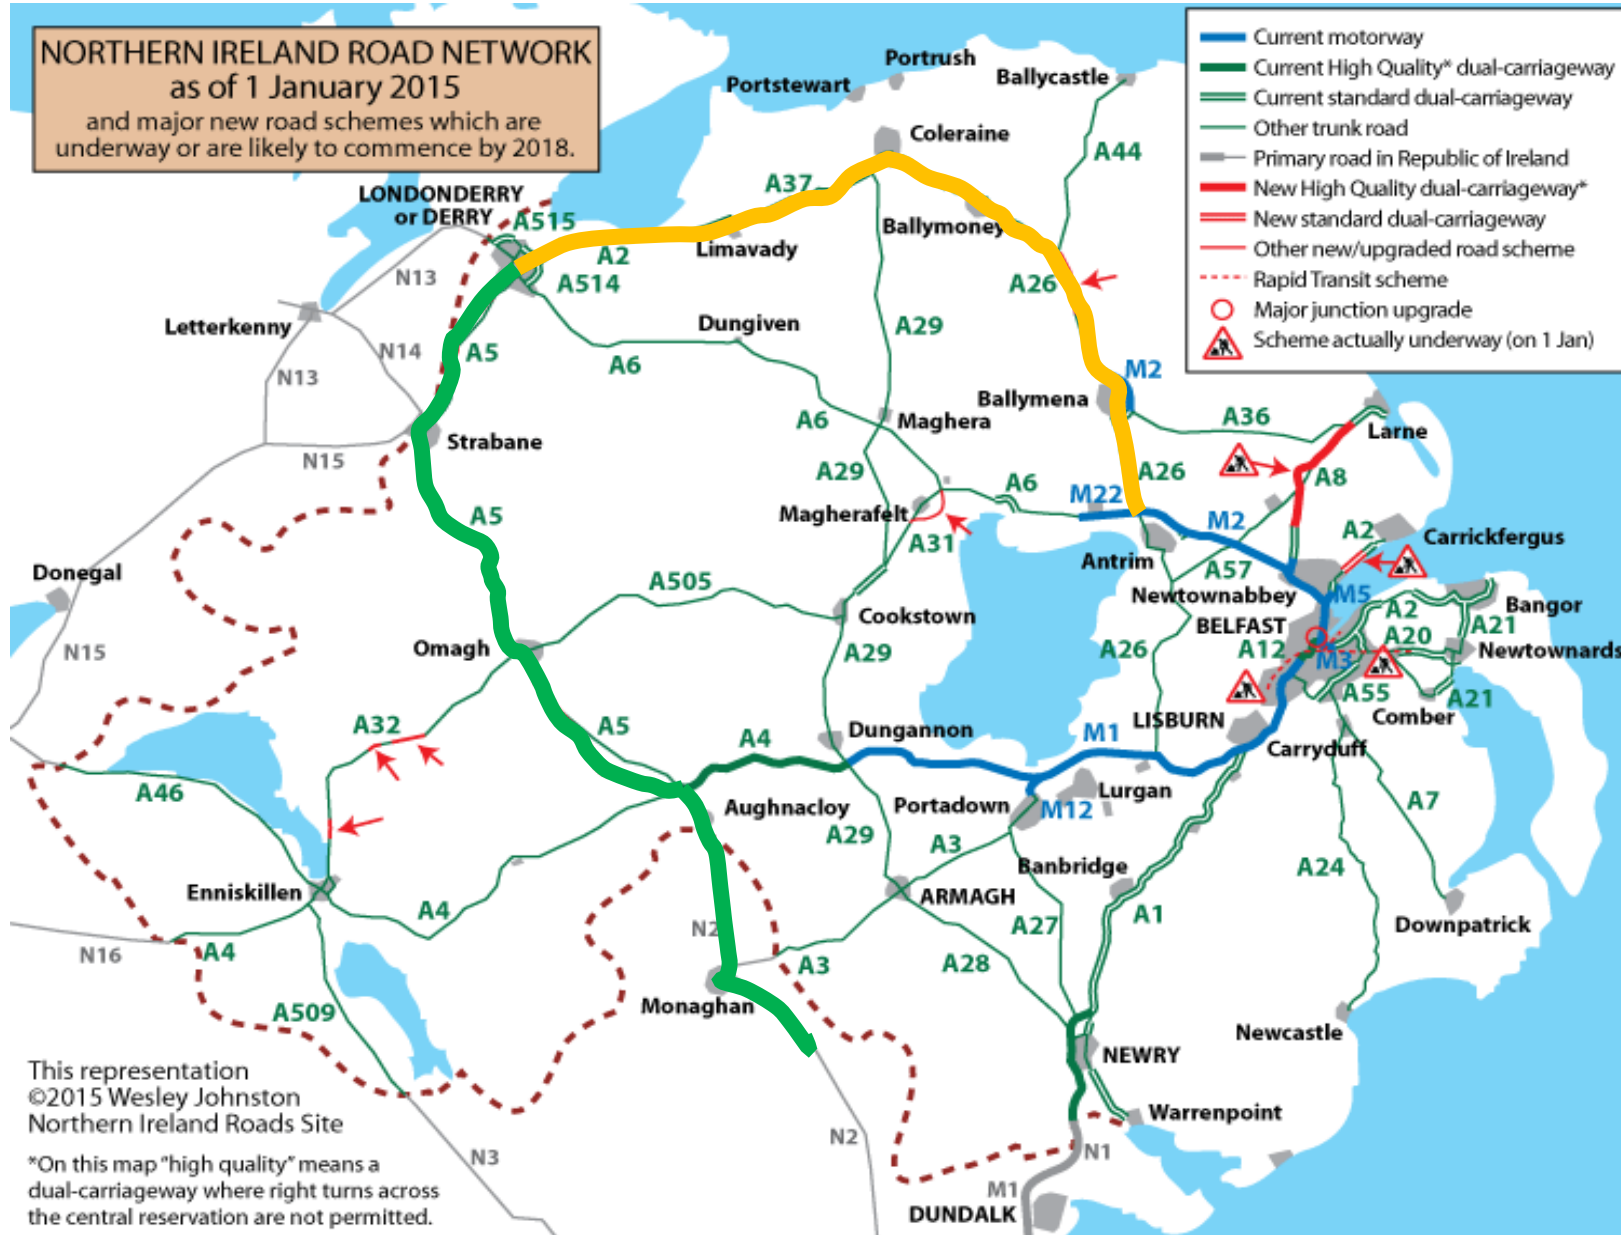 NORTHERN IRELAND ROAD NETWORK
as of 1 January 2015
and major new road schemes which are
underway or are likely to commence by 2018.
Current motorway
Current High Quality* dual-carriageway
Current standard dual-carriageway
Other trunk road
Primary road in Republic of Ireland
New High Quality dual-carriageway*
New standard dual-carriageway
Other new/upgraded road scheme
Rapid Transit scheme
Major junction upgrade
Scheme actually underway (on 1 Jan)
Portrush
Portstewart
Ballycastle
Coleraine
A44
A37
LONDONDERRY
or DERRY
A515
Ballymoney
Limavady
A2
N13
A514
A26
Letterkenny
Dungiven
A29
N14
A5
A6
N13
M2
Ballymena
A6
Maghera
A36
Larne
Strabane
N15
A29
A26
A8
A6
M22
Magherafelt
A5
M2
A2
Carrickfergus
A31
Antrim
A57
Donegal
A505
Newtownabbey
M5
Cookstown
A2
Bangor
BELFAST
A21
Omagh
N15
A29
A26
A12
M3
A20
Newtownards
A55
A21
LISBURN
Comber
A32
A5
A4
Dungannon
M1
Carryduff
A46
Aughnacloy
Portadown
Lurgan
M12
A7
A29
A3
Banbridge
A24
Enniskillen
A4
ARMAGH
A1
N2
A27
Downpatrick
N16
A4
A3
A28
A509
Monaghan
Newcastle
NEWRY
This representation
©2015 Wesley Johnston
Northern Ireland Roads Site
Warrenpoint
N2
N1
N3
*On this map "high quality" means a
dual-carriageway where right turns across
the central reservation are not permitted.
M1
DUNDALK